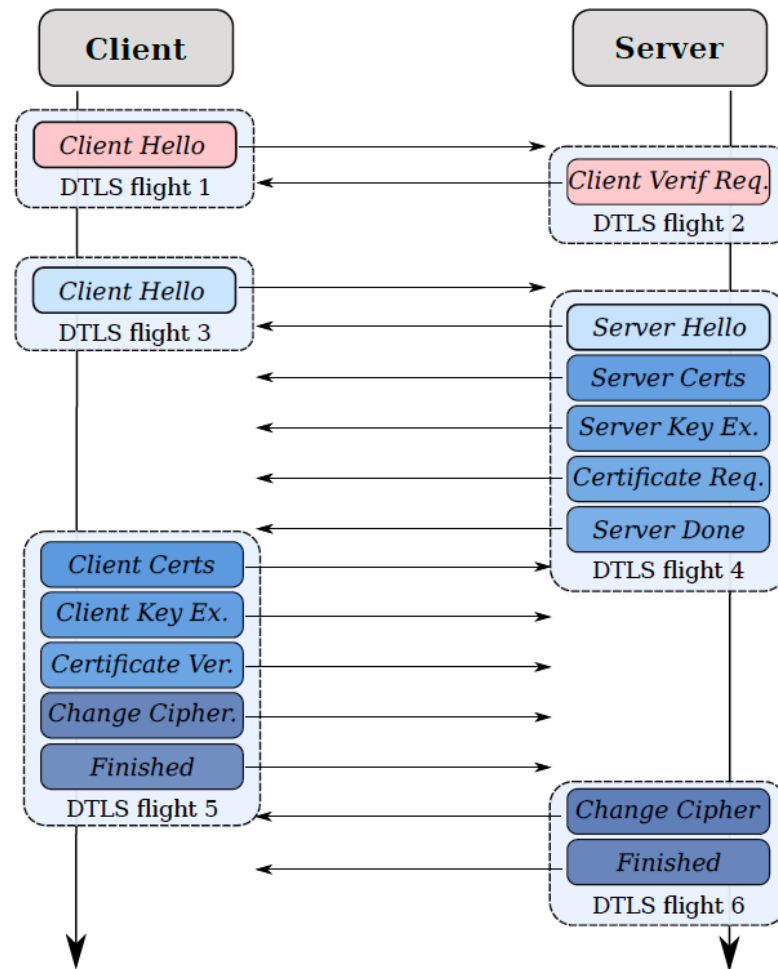 Client
Server
Client Hello
DTLS flight 1
Client Verif Req.
DTLS flight 2
Client Hello
DTLS flight 3
Server Hello
Server Certs
Server Key Ex.
Certificate Req.
Server Done
DTLS flight 4
Client Certs
Client Key Ex.
Certificate Ver.
Change Cipher.
Finished
DTLS flight 5
Change Cipher
Finished
DTLS flight 6